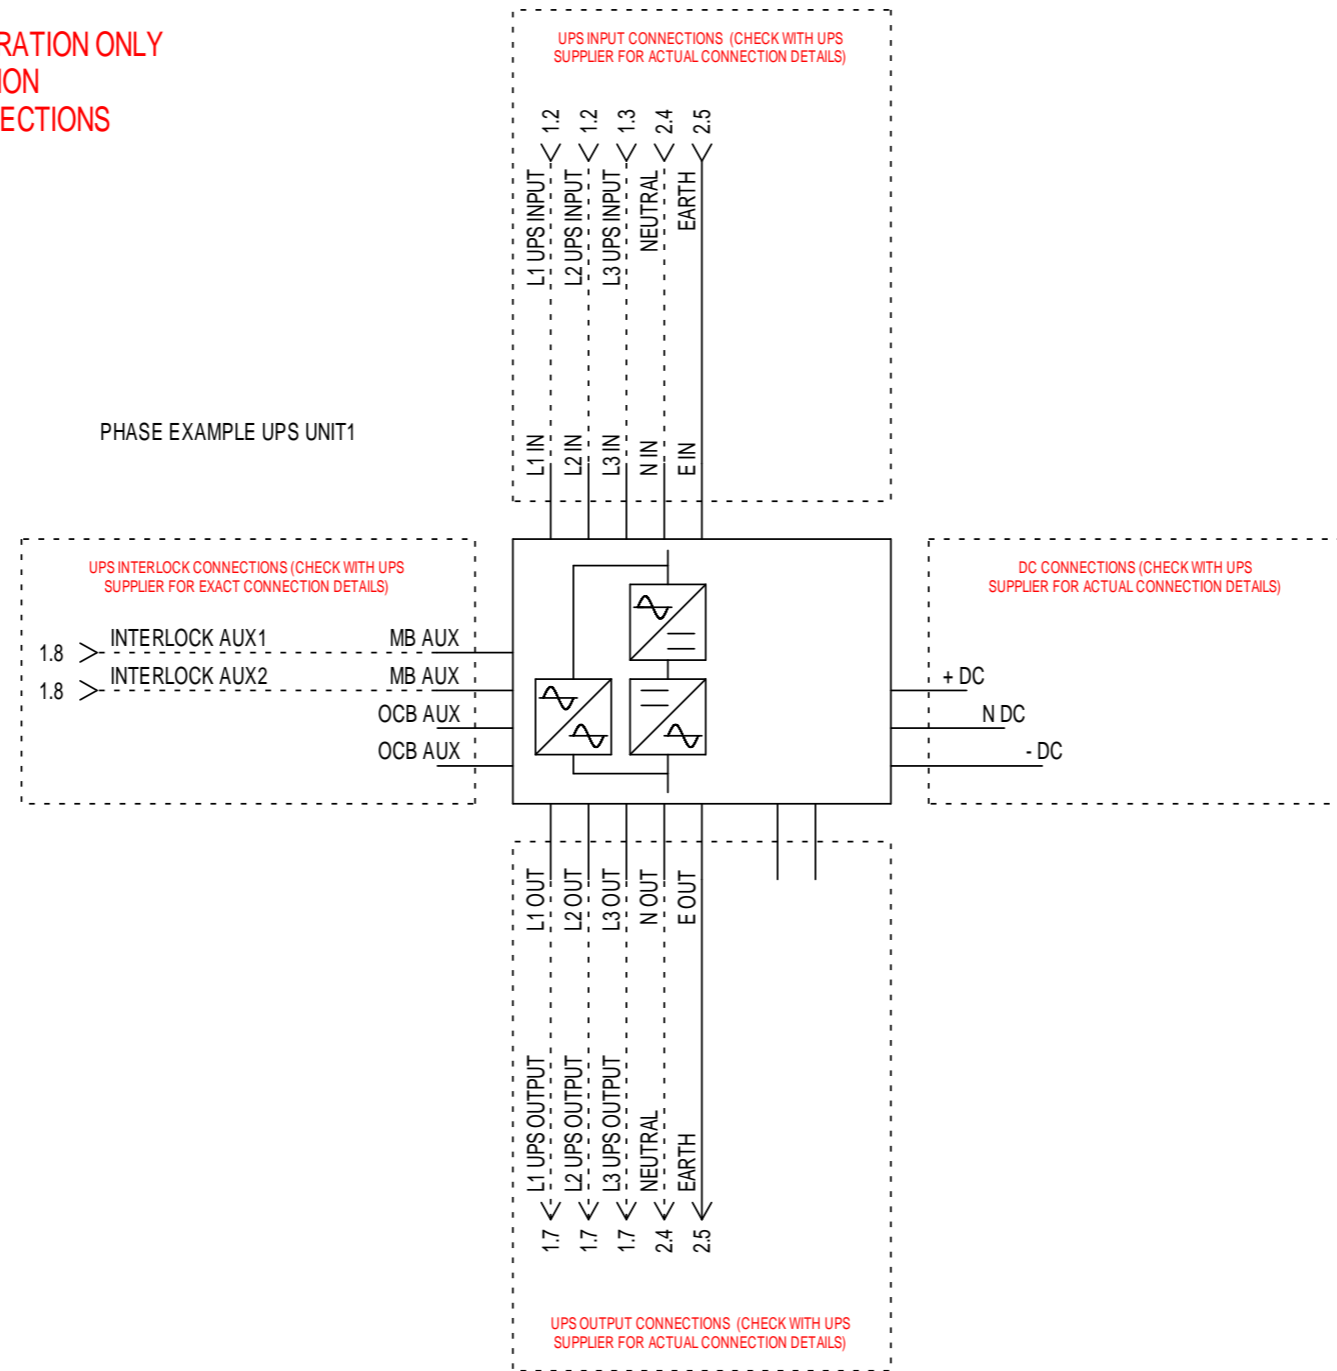 RATION ONLY
ION
ECTIONS
UPS INPUT CONNECTIONS (CHECK WITH UPS
SUPPLIER FOR ACTUAL CONNECTION DETAILS)
1.2
1.2
1.3
2.4
2.5
L1 UPS INPUT
L2 UPS INPUT
L3 UPS INPUT
NEUTRAL
EARTH
PHASE EXAMPLE UPS UNIT1
L1 IN
L2 IN
L3 IN
N IN
E IN
UPS INTERLOCK CONNECTIONS (CHECK WITH UPS
SUPPLIER FOR EXACT CONNECTION DETAILS)
1.8 INTERLOCK AUX1 MB AUX
1.8 INTERLOCK AUX2 MB AUX
OCB AUX
OCB AUX
DC CONNECTIONS (CHECK WITH UPS
SUPPLIER FOR ACTUAL CONNECTION DETAILS)
+ DC
N DC
- DC
L1 OUT
L2 OUT
L3 OUT
N OUT
E OUT
L1 UPS OUTPUT
L2 UPS OUTPUT
L3 UPS OUTPUT
NEUTRAL
EARTH
1.7
1.7
1.7
2.4
2.5
UPS OUTPUT CONNECTIONS (CHECK WITH UPS
SUPPLIER FOR ACTUAL CONNECTION DETAILS)